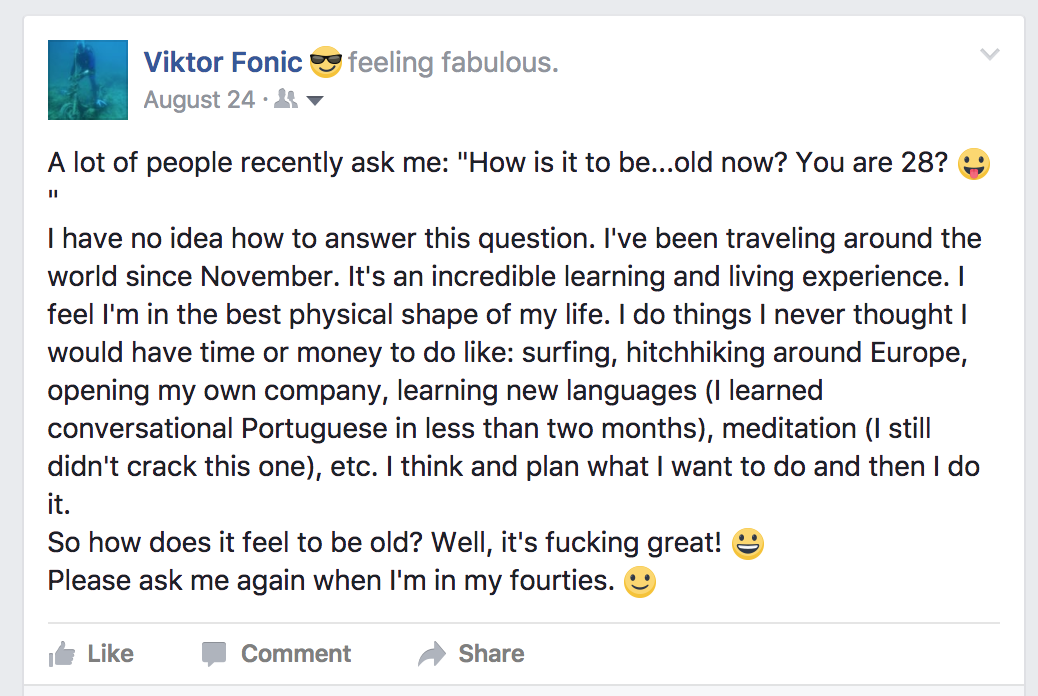 Viktor Fonic 😎 feeling fabulous.
August 24 ·
A lot of people recently ask me: "How is it to be...old now? You are 28? 😛
"
I have no idea how to answer this question. I've been traveling around the
world since November. It's an incredible learning and living experience. I
feel I'm in the best physical shape of my life. I do things I never thought I
would have time or money to do like: surfing, hitchhiking around Europe,
opening my own company, learning new languages (I learned
conversational Portuguese in less than two months), meditation (I still
didn't crack this one), etc. I think and plan what I want to do and then I do
it.
So how does it feel to be old? Well, it's fucking great! 😀
Please ask me again when I'm in my fourties. 🙂
Like Comment Share